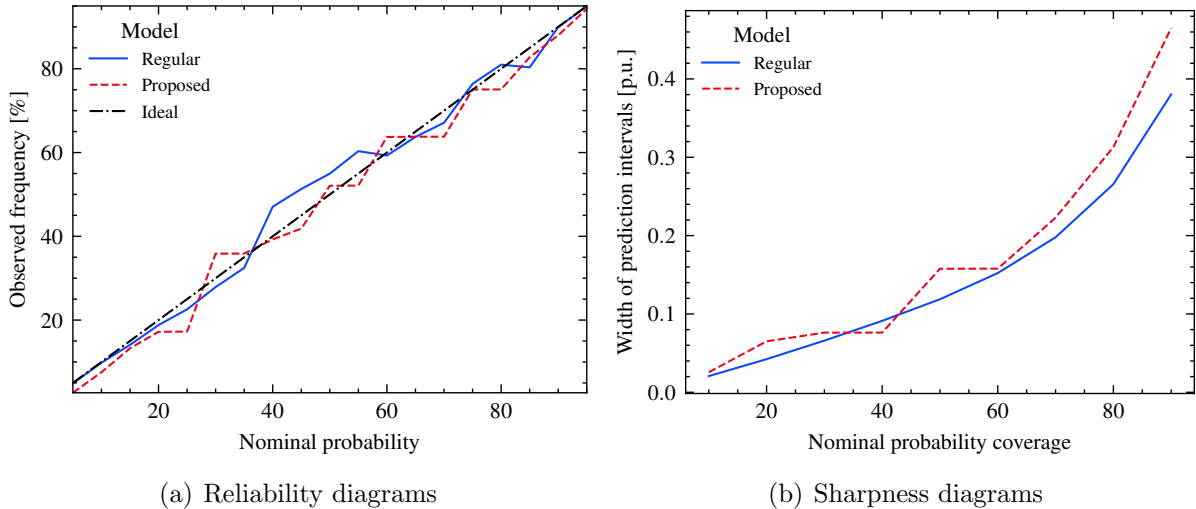 Model
Regular
Proposed
Ideal
Observed frequency [%]
80
60
40
20
20 40 60 80
Nominal probability
(a) Reliability diagrams
Model
Regular
Proposed
Width of prediction intervals [p.u.]
0.4
0.3
0.2
0.1
0.0
20 40 60 80
Nominal probability coverage
(b) Sharpness diagrams